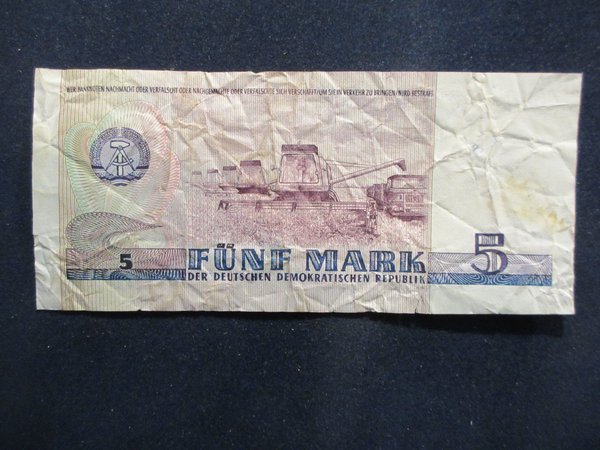 WER BANKNOTEN NACHMACHT ODER VERFÄLSCHT ODER NACHGEMACHTE ODER VERFÄLSCHTE SICH VERSCHAFFT/UM SIE IN VERKEHR ZU BRINGEN/WIRD BESTRAFT
5
FÜNF MARK
5
DER DEUTSCHEN DEMOKRATISCHEN REPUBLIK